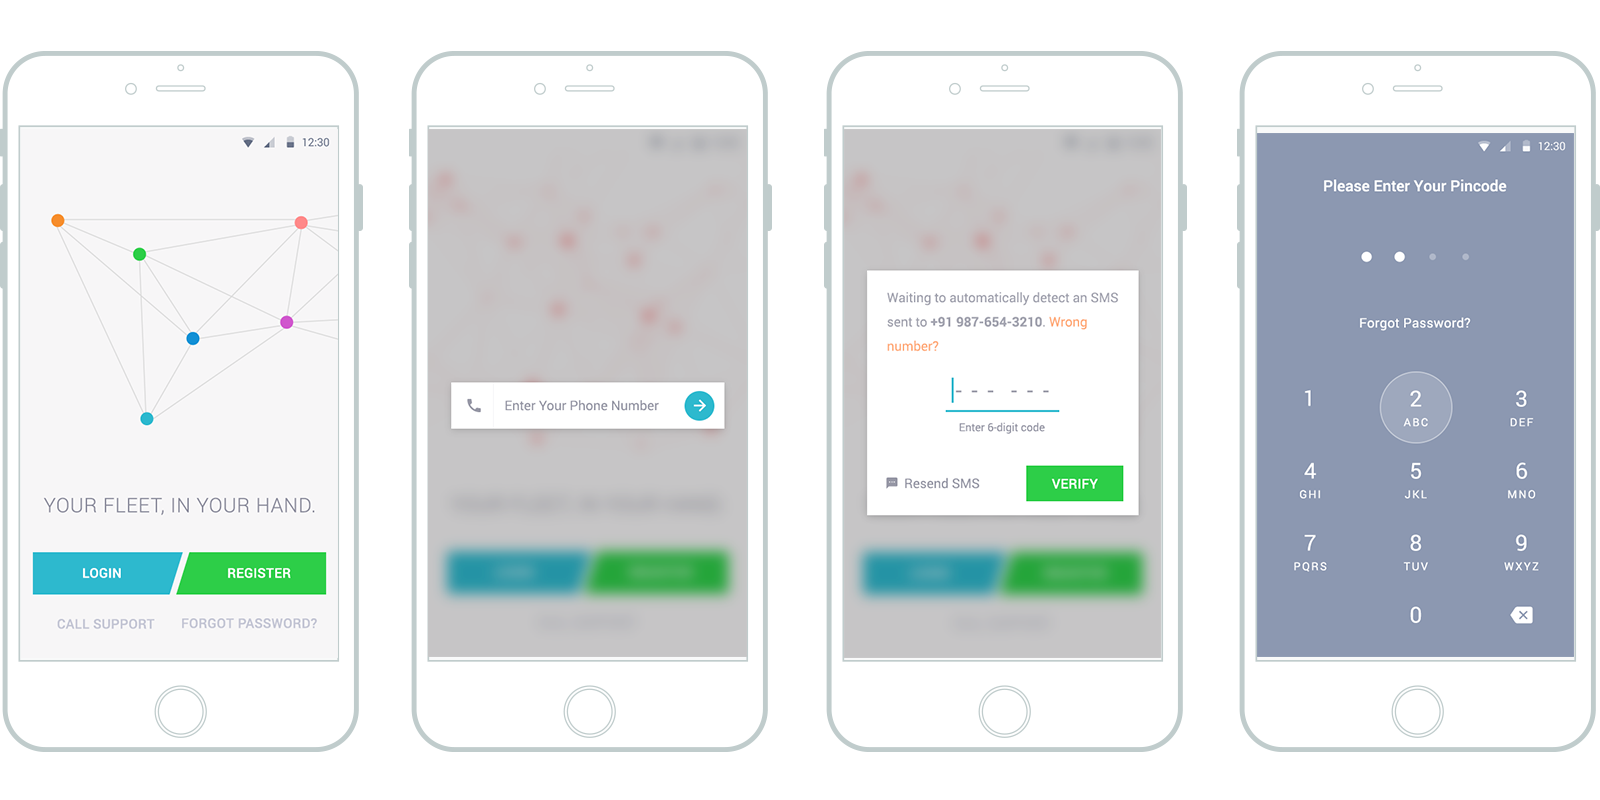 12:30
YOUR FLEET, IN YOUR HAND.
LOGIN
REGISTER
CALL SUPPORT
FORGOT PASSWORD?
Enter Your Phone Number
Waiting to automatically detect an SMS
sent to +91 987-654-3210. Wrong
number?
- - - - - -
Enter 6-digit code
Resend SMS
VERIFY
12:30
Please Enter Your Pincode
Forgot Password?
1 2 3
ABC DEF
4 5 6
GHI JKL MNO
7 8 9
PQRS TUV WXYZ
0